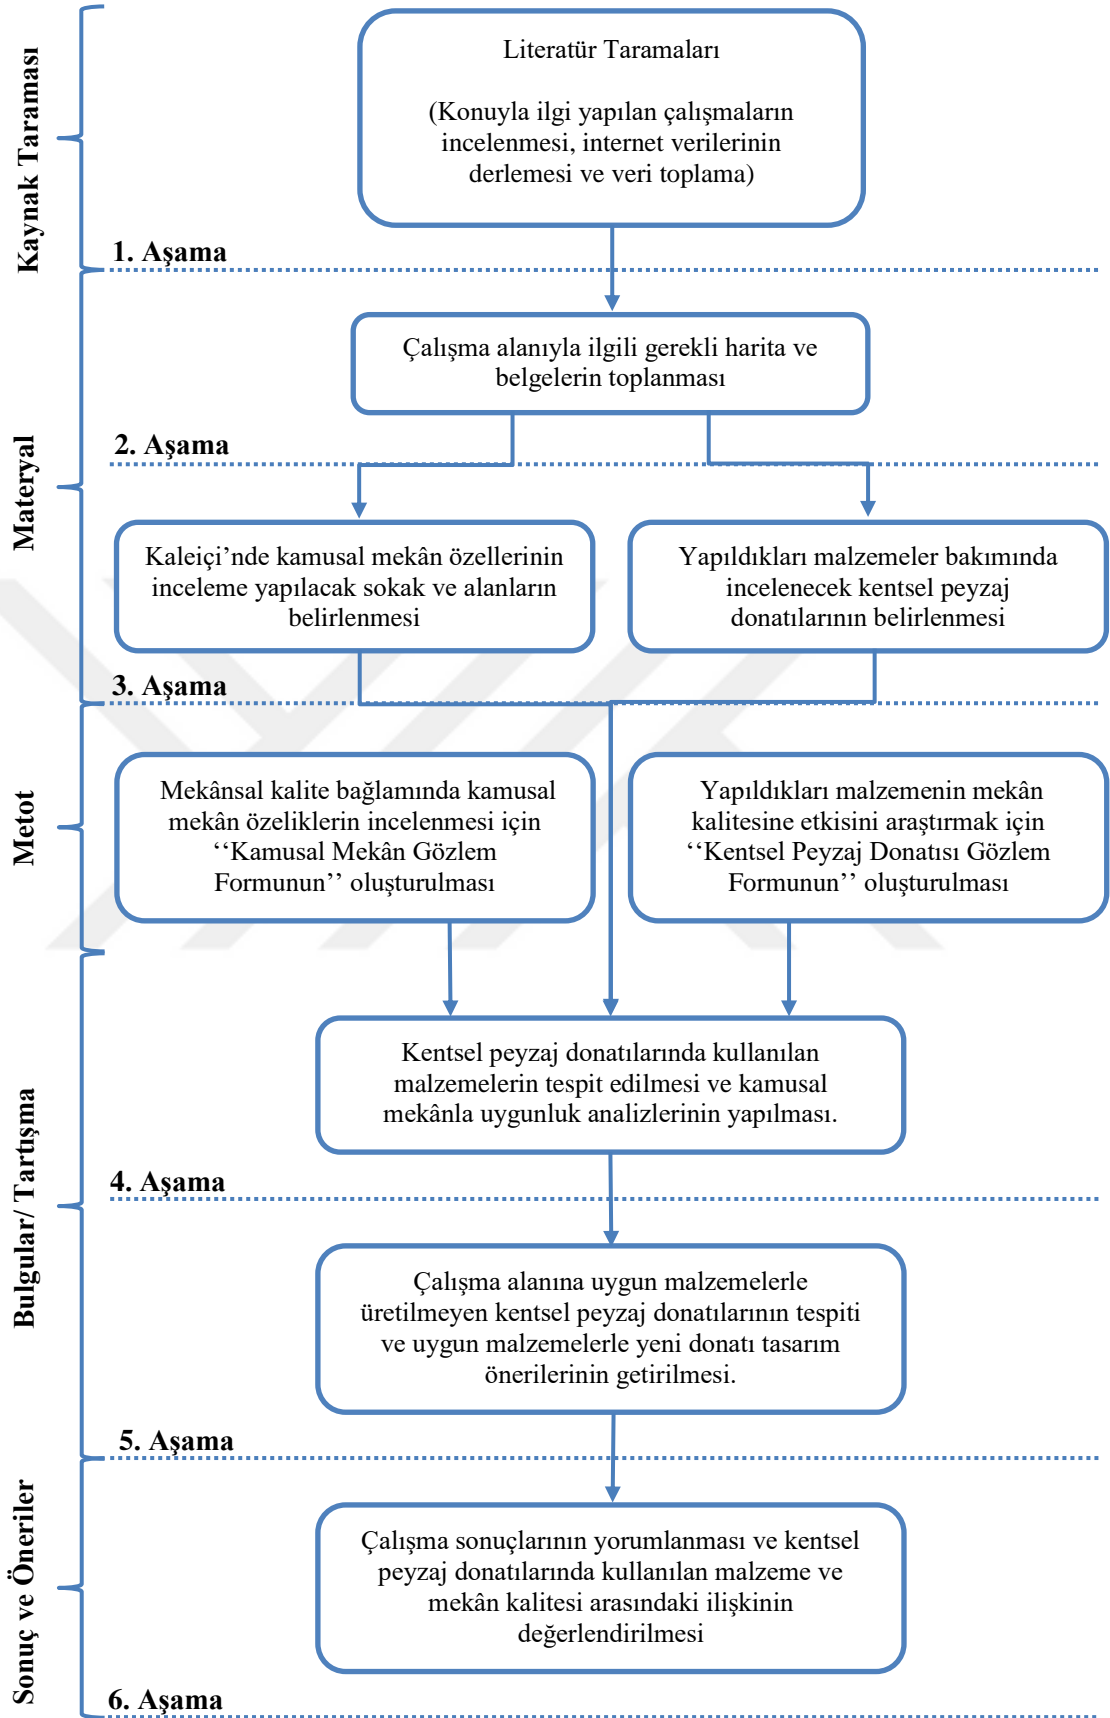 Kaynak Taraması
Literatür Taramaları
(Konuyla ilgi yapılan çalışmaların
incelenmesi, internet verilerinin
derlemesi ve veri toplama)
1. Aşama
Materyal
Çalışma alanıyla ilgili gerekli harita ve
belgelerin toplanması
2. Aşama
Kaleiçi’nde kamusal mekân özellerinin
inceleme yapılacak sokak ve alanların
belirlenmesi
Yapıldıkları malzemeler bakımında
incelenecek kentsel peyzaj
donatılarının belirlenmesi
3. Aşama
Metot
Mekânsal kalite bağlamında kamusal
mekân özeliklerin incelenmesi için
‘‘Kamusal Mekân Gözlem
Formunun’’ oluşturulması
Yapıldıkları malzemenin mekân
kalitesine etkisini araştırmak için
‘‘Kentsel Peyzaj Donatısı Gözlem
Formunun’’ oluşturulması
Bulgular/ Tartışma
Kentsel peyzaj donatılarında kullanılan
malzemelerin tespit edilmesi ve kamusal
mekânla uygunluk analizlerinin yapılması.
4. Aşama
Çalışma alanına uygun malzemelerle
üretilmeyen kentsel peyzaj donatılarının tespiti
ve uygun malzemelerle yeni donatı tasarım
önerilerinin getirilmesi.
5. Aşama
Sonuç ve Öneriler
Çalışma sonuçlarının yorumlanması ve kentsel
peyzaj donatılarında kullanılan malzeme ve
mekân kalitesi arasındaki ilişkinin
değerlendirilmesi
6. Aşama